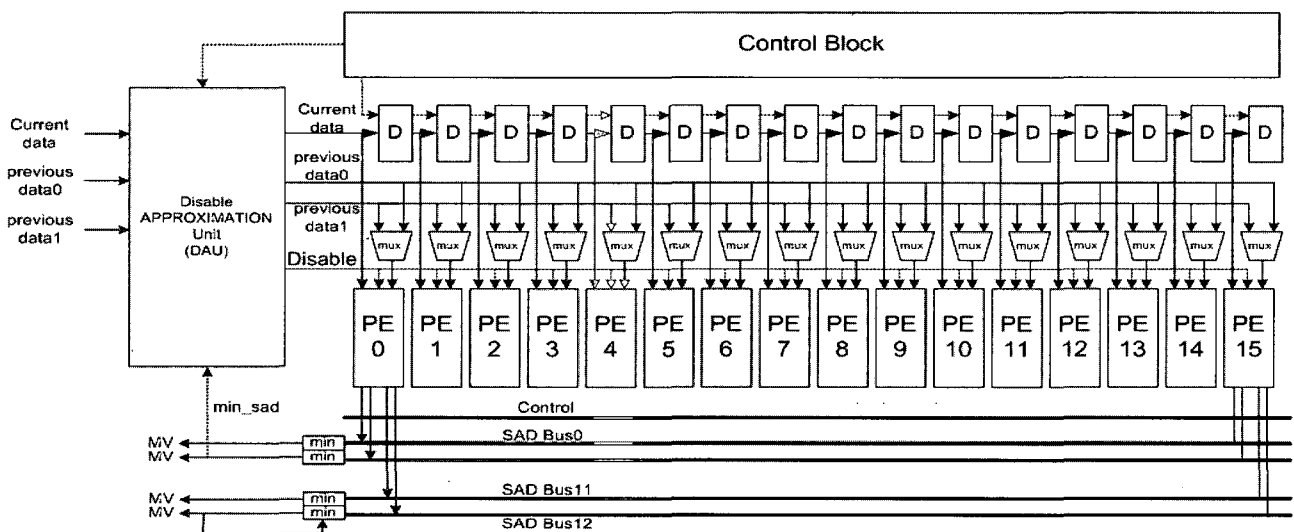 Control Block
Current
data
previous
data0
previous
data1
Disable
APPROXIMATION
Unit
(DAU)
Current
data
previous
data0
previous
data1
Disable
D D D D D D D D D D D D D D D D
mux mux mux mux mux mux mux mux mux mux mux mux mux mux mux mux
PE
0
PE
1
PE
2
PE
3
PE
4
PE
5
PE
6
PE
7
PE
8
PE
9
PE
10
PE
11
PE
12
PE
13
PE
14
PE
15
min_sad
Control
MV min SAD Bus0
MV min
MV min SAD Bus11
MV min SAD Bus12